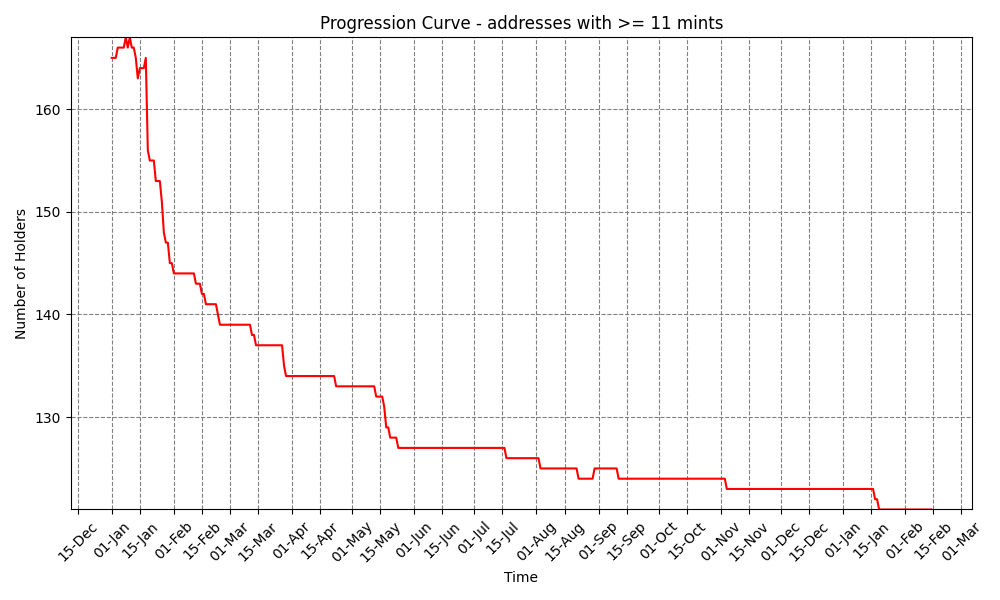 Progression Curve - addresses with >= 11 mints
Number of Holders
160
150
140
130
15-Dec
01-Jan
15-Jan
01-Feb
15-Feb
01-Mar
15-Mar
01-Apr
15-Apr
01-May
15-May
01-Jun
15-Jun
01-Jul
15-Jul
01-Aug
15-Aug
01-Sep
15-Sep
01-Oct
15-Oct
01-Nov
15-Nov
01-Dec
15-Dec
01-Jan
15-Jan
01-Feb
15-Feb
01-Mar
Time